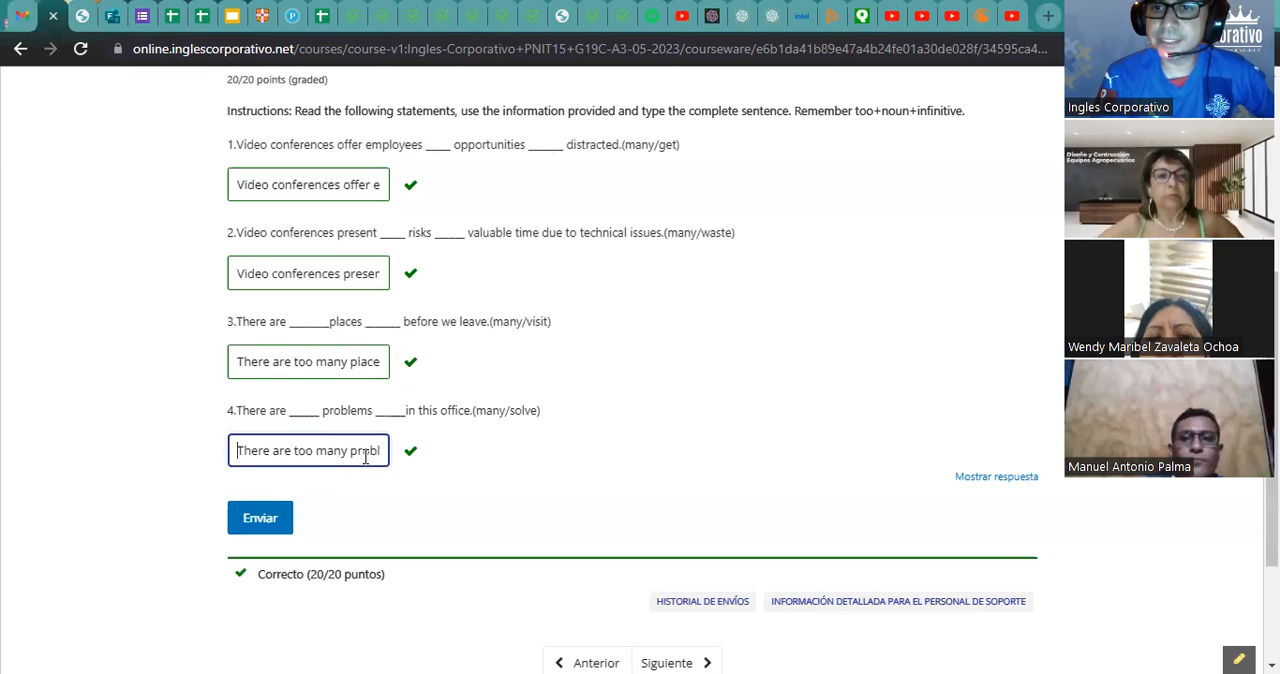 online.inglescorporativo.net/courses/course-v1:Ingles-Corporativo+PNIT15+G19C-A3-05-2023/courseware/e6b1da41b89e47a4b24fe01a30de028f/34595ca4...
20/20 points (graded)
Instructions: Read the following statements, use the information provided and type the complete sentence. Remember too+noun+infinitive.
1.Video conferences offer employees ____ opportunities ______ distracted.(many/get)
Video conferences offer e
2.Video conferences present ____ risks _____ valuable time due to technical issues.(many/waste)
Video conferences preser
3.There are ________places _______ before we leave.(many/visit)
There are too many place
4.There are ______ problems ______in this office.(many/solve)
There are too many probl
Mostrar respuesta
Enviar
Correcto (20/20 puntos)
HISTORIAL DE ENVÍOS
INFORMACIÓN DETALLADA PARA EL PERSONAL DE SOPORTE
Anterior
Siguiente
orativo
Ingles Corporativo
Diseño y Contrucción
Equipos Agropecuarios
Wendy Maribel Zavaleta Ochoa
Manuel Antonio Palma